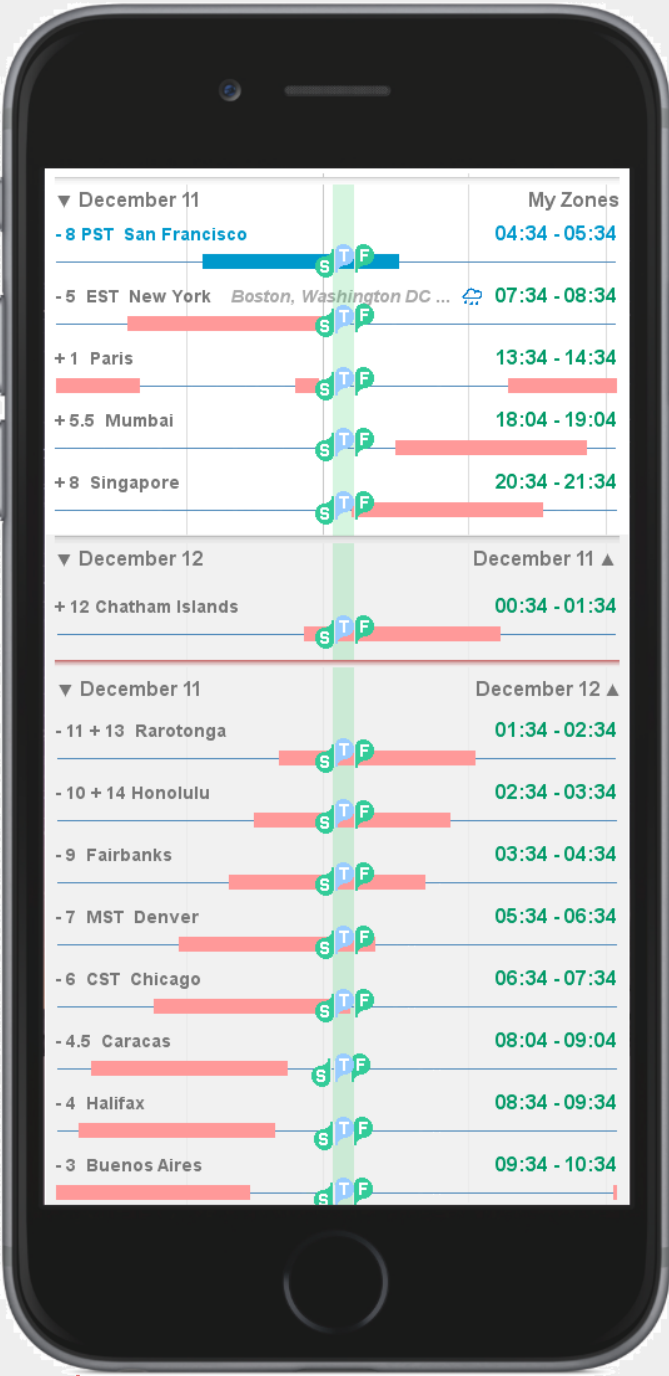 ▼ December 11 My Zones
- 8 PST San Francisco 04:34 - 05:34
S T F
- 5 EST New York Boston, Washington DC ... 07:34 - 08:34
S T F
+ 1 Paris 13:34 - 14:34
S T F
+ 5.5 Mumbai 18:04 - 19:04
S T F
+ 8 Singapore 20:34 - 21:34
S T F
▼ December 12 December 11 ▲
+ 12 Chatham Islands 00:34 - 01:34
S T F
▼ December 11 December 12 ▲
- 11 + 13 Rarotonga 01:34 - 02:34
S T F
- 10 + 14 Honolulu 02:34 - 03:34
S T F
- 9 Fairbanks 03:34 - 04:34
S T F
- 7 MST Denver 05:34 - 06:34
S T F
- 6 CST Chicago 06:34 - 07:34
S T F
- 4.5 Caracas 08:04 - 09:04
S T F
- 4 Halifax 08:34 - 09:34
S T F
- 3 Buenos Aires 09:34 - 10:34
S T F